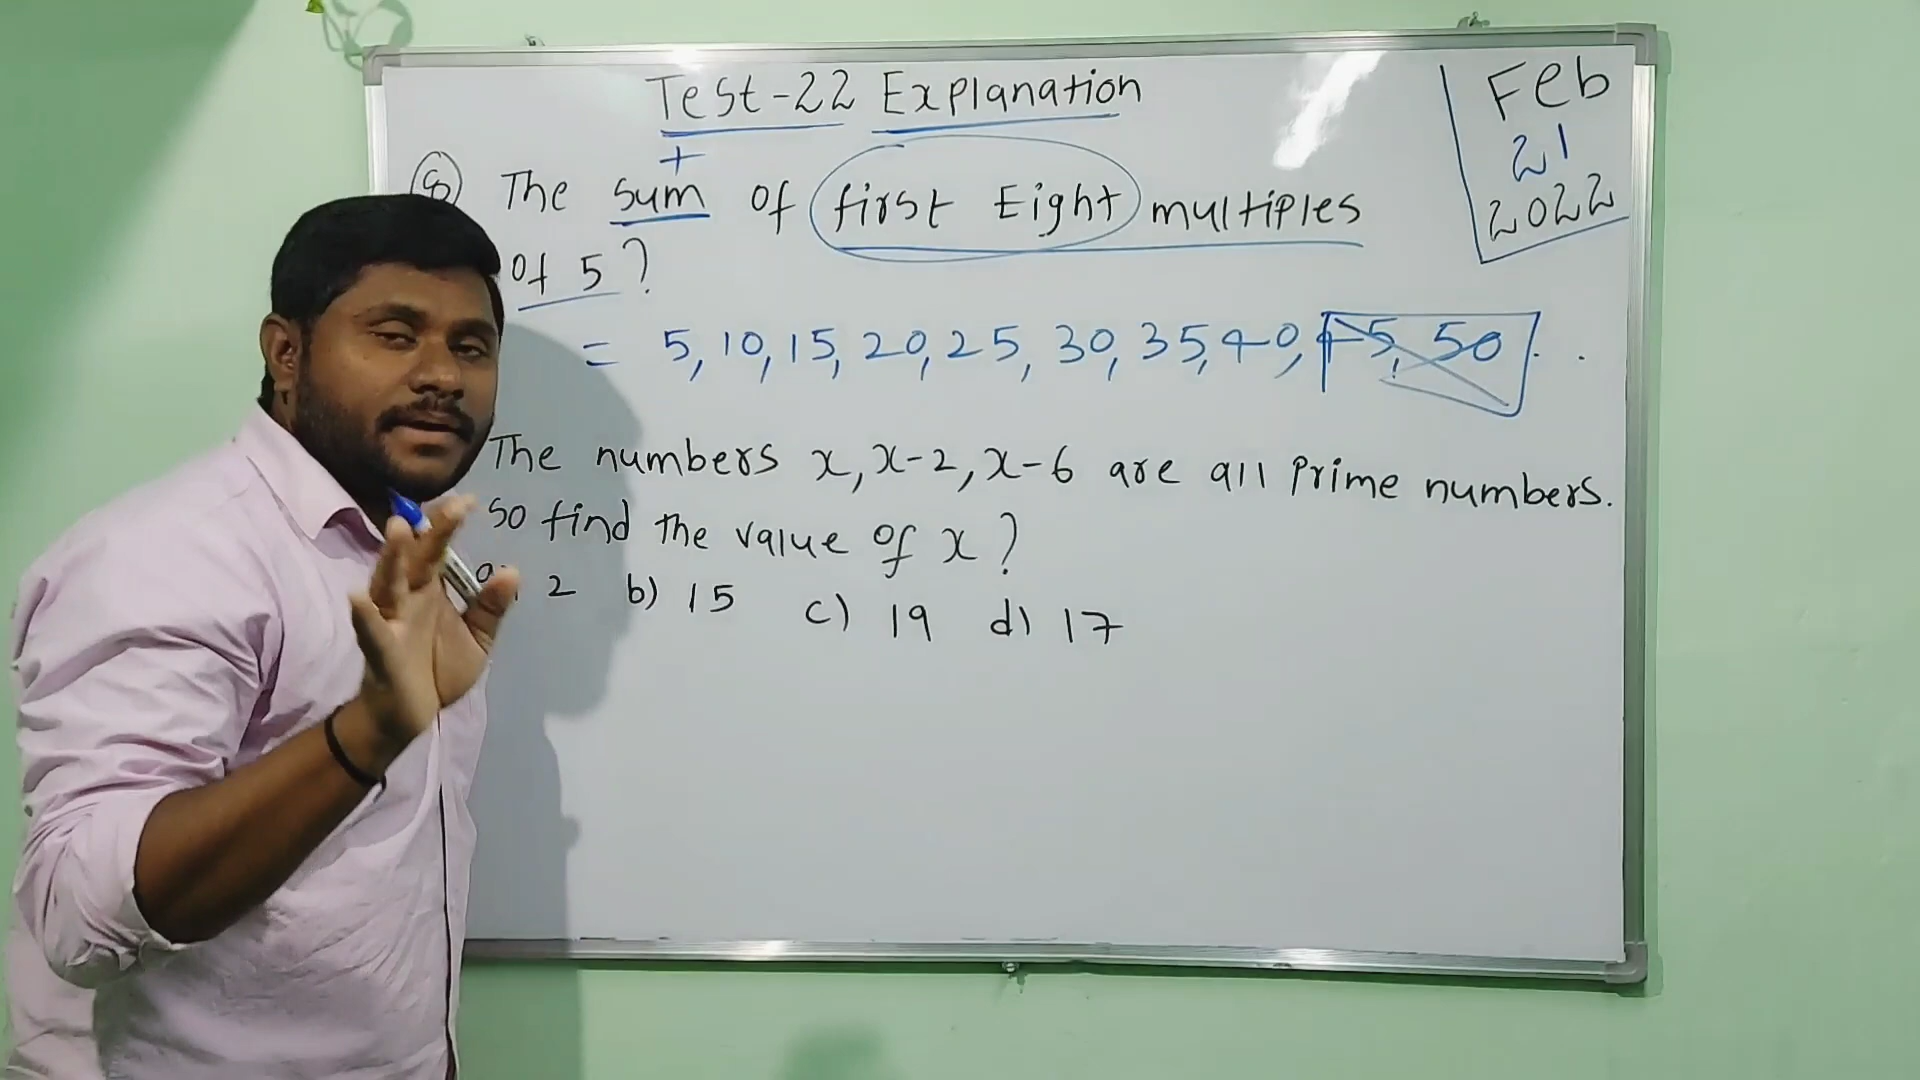 Test-22 Explanation
Feb
21
2022
+
8 The sum of first Eight multiples
of 5 ?
= 5, 10, 15, 20, 25, 30, 35, 40, 45, 50 . .
The numbers x, x-2, x-6 are all Prime numbers.
So find the value of x ?
a) 2 b) 15 c) 19 d) 17